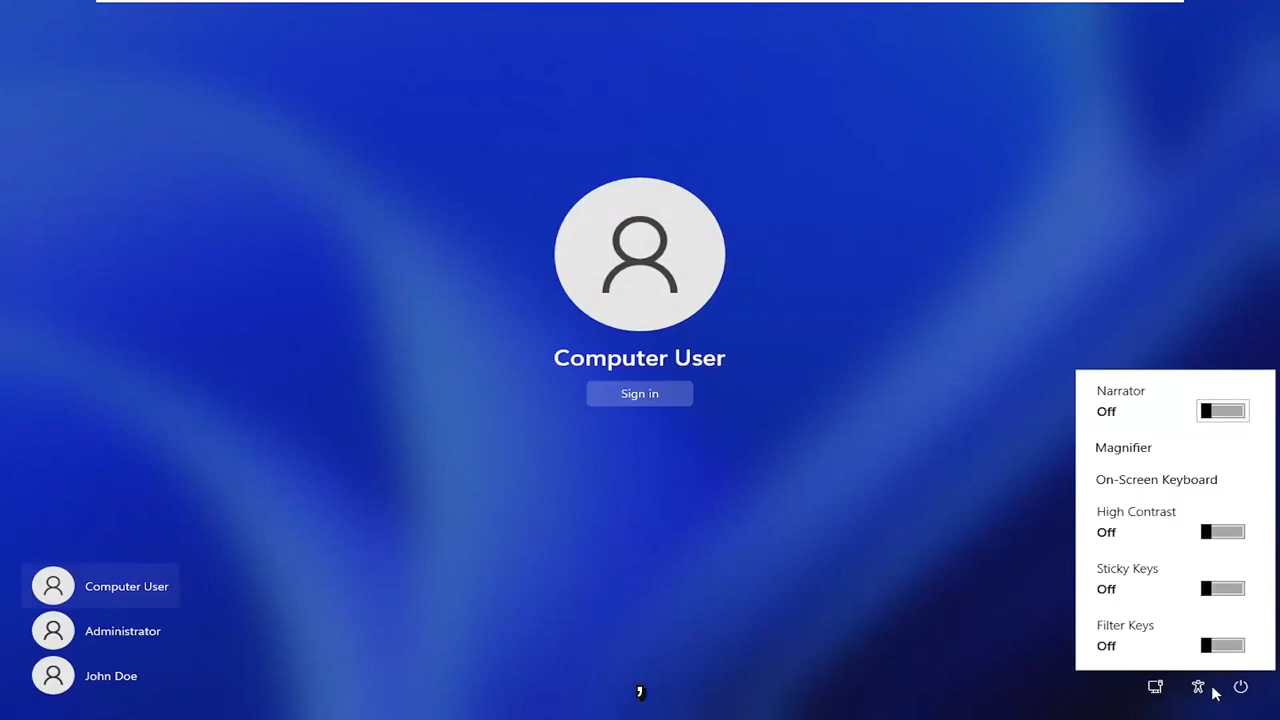 Computer User
Sign in
Narrator
Off
Magnifier
On-Screen Keyboard
High Contrast
Off
Sticky Keys
Off
Filter Keys
Off
Computer User
Administrator
John Doe
,